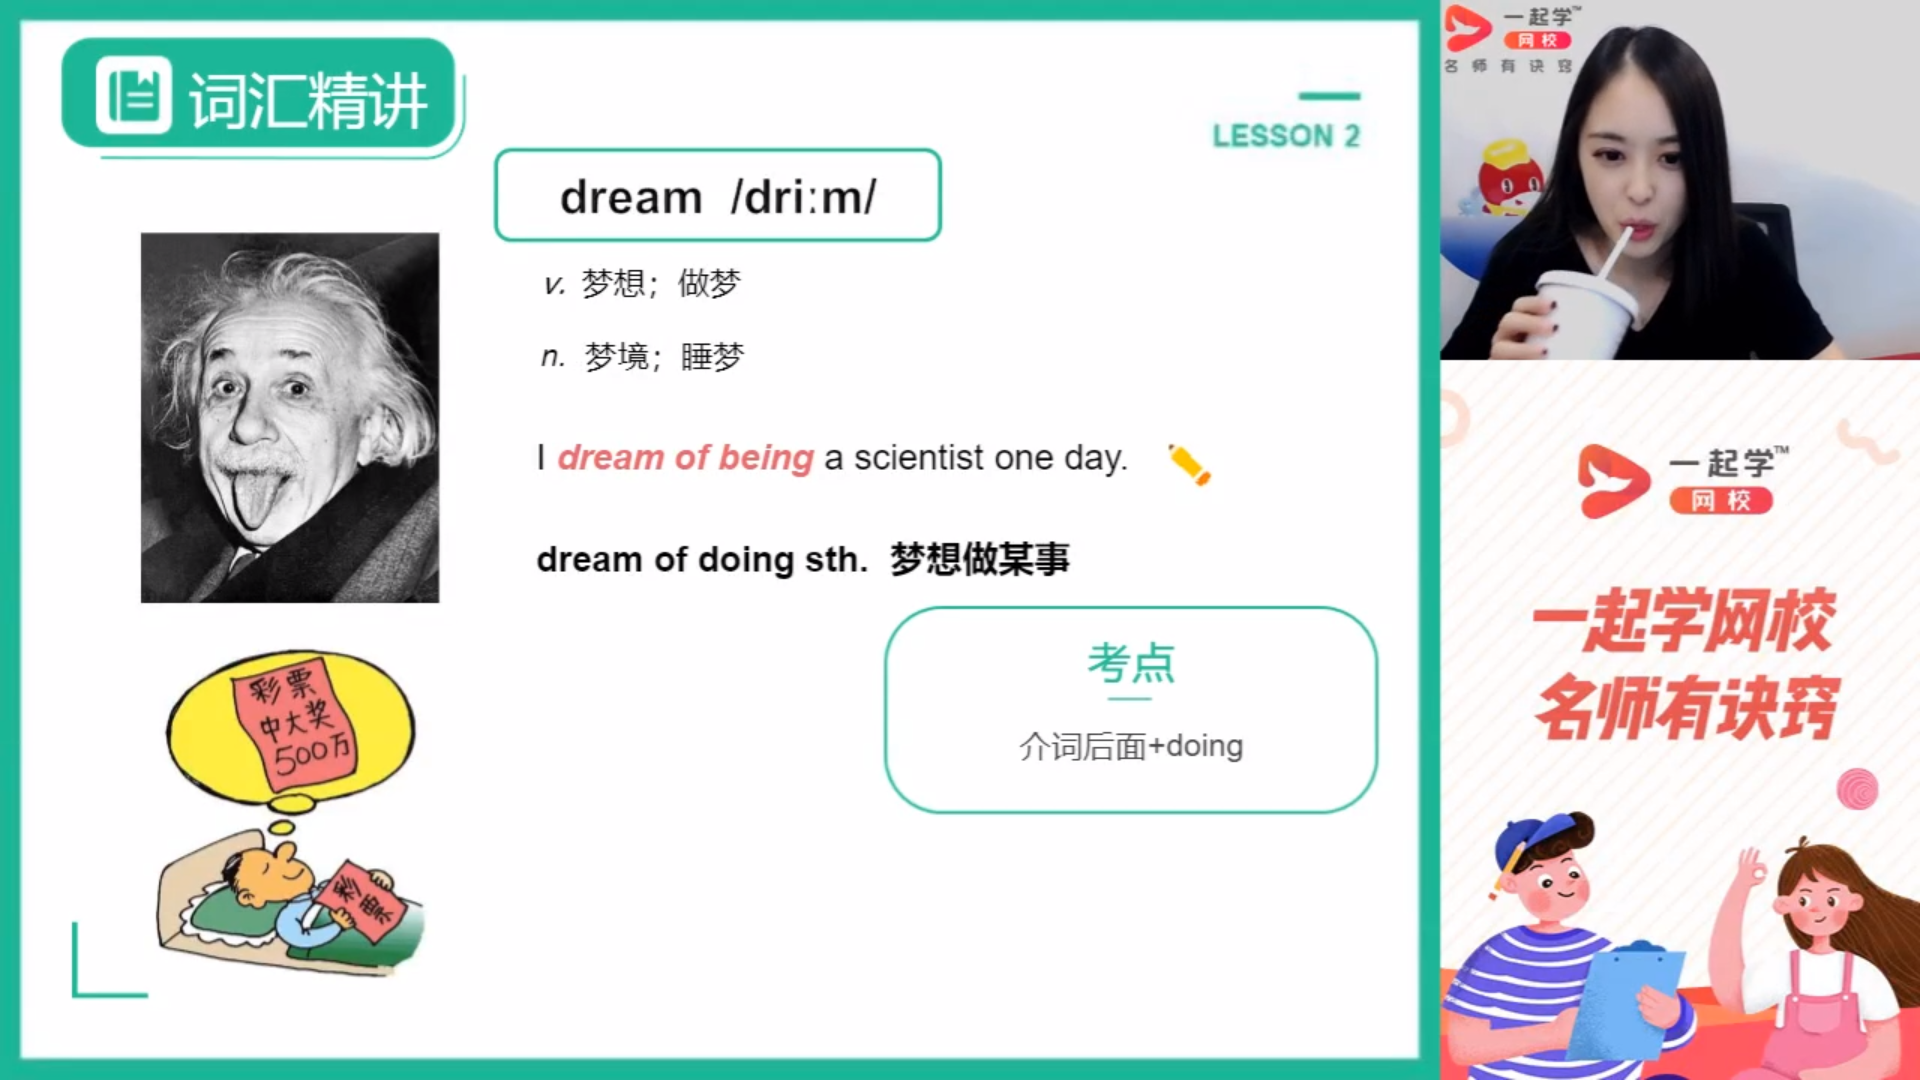 词汇精讲
LESSON 2
dream /driːm/
v. 梦想；做梦
n. 梦境；睡梦
I dream of being a scientist one day.
dream of doing sth. 梦想做某事
考点
介词后面+doing
彩票
中大奖
500万
彩票
一起学™
网校
名师有诀窍
一起学™
网校
一起学网校
名师有诀窍